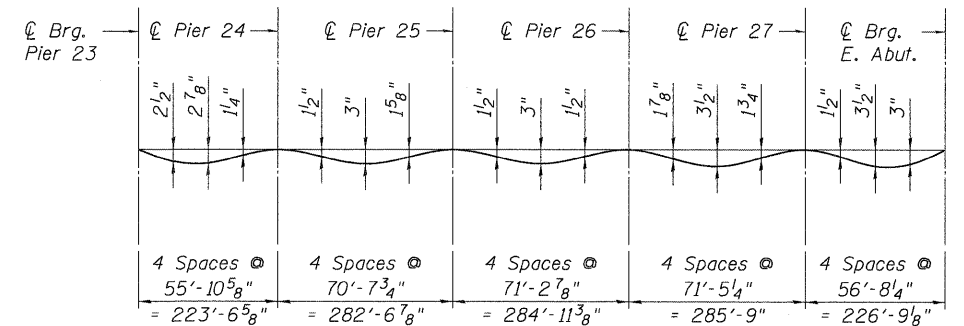 ℄ Brg.
Pier 23
℄ Pier 24
℄ Pier 25
℄ Pier 26
℄ Pier 27
℄ Brg.
E. Abut.
2½"
2⅞"
1¼"
1½"
3"
1⅝"
1½"
3"
1½"
1⅞"
3½"
1¾"
1½"
3½"
3"
4 Spaces @
55'-10⅝"
= 223'-6⅝"
4 Spaces @
70'-7¾"
= 282'-6⅞"
4 Spaces @
71'-2⅞"
= 284'-11⅜"
4 Spaces @
71'-5¼"
= 285'-9"
4 Spaces @
56'-8¼"
= 226'-9⅛"